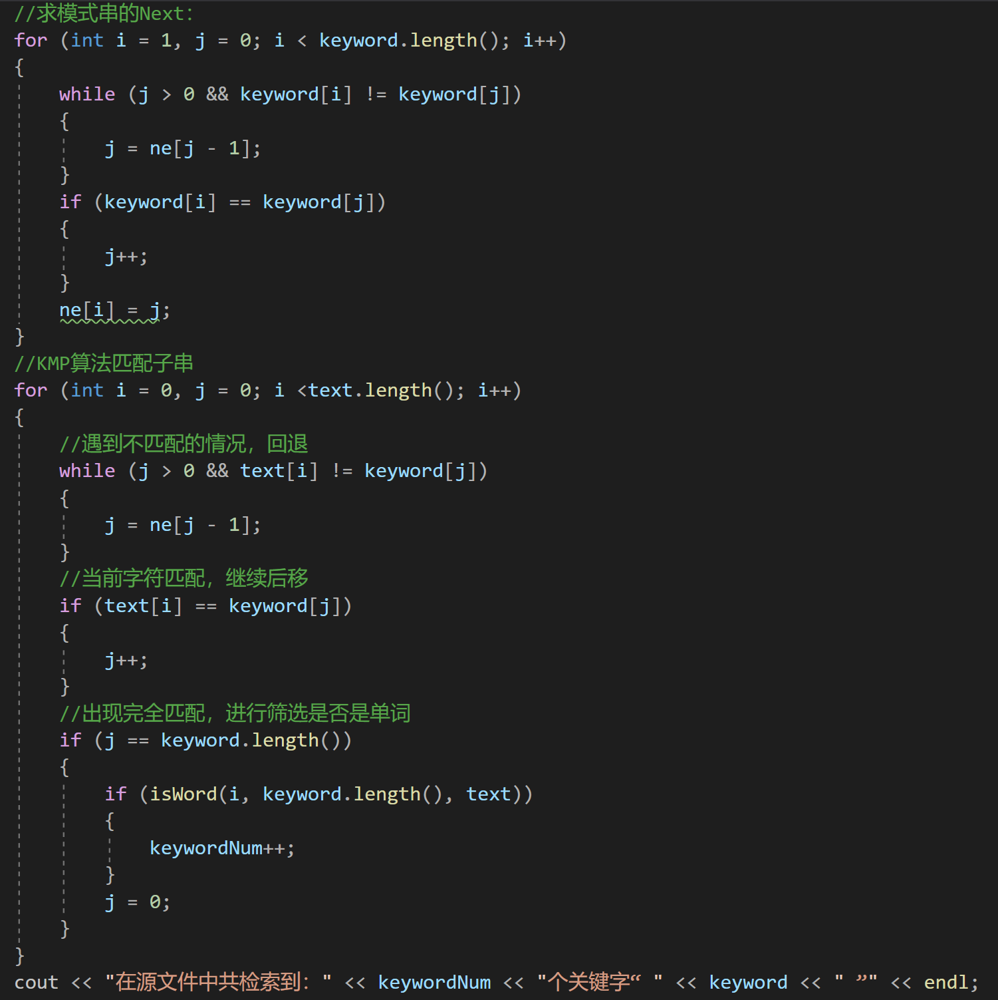 //求模式串的Next：
for (int i = 1, j = 0; i < keyword.length(); i++)
{
    while (j > 0 && keyword[i] != keyword[j])
    {
        j = ne[j - 1];
    }
    if (keyword[i] == keyword[j])
    {
        j++;
    }
    ne[i] = j;
}
//KMP算法匹配子串
for (int i = 0, j = 0; i <text.length(); i++)
{
    //遇到不匹配的情况，回退
    while (j > 0 && text[i] != keyword[j])
    {
        j = ne[j - 1];
    }
    //当前字符匹配，继续后移
    if (text[i] == keyword[j])
    {
        j++;
    }
    //出现完全匹配，进行筛选是否是单词
    if (j == keyword.length())
    {
        if (isWord(i, keyword.length(), text))
        {
            keywordNum++;
        }
        j = 0;
    }
}
cout << "在源文件中共检索到：" << keywordNum << "个关键字“ " << keyword << " ”" << endl;